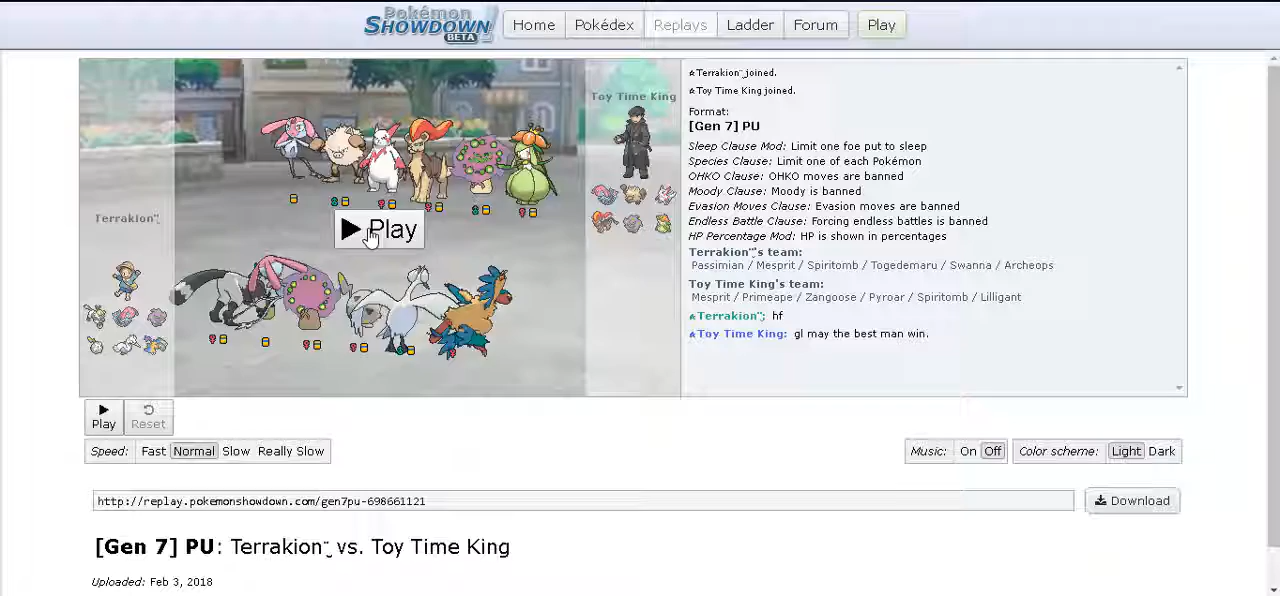 Pokémon
SHOWDOWN
BETA
Home Pokédex Replays Ladder Forum Play
Toy Time King
Terrakion™
☆Terrakion™ joined.
☆Toy Time King joined.
Format:
[Gen 7] PU
Sleep Clause Mod: Limit one foe put to sleep
Species Clause: Limit one of each Pokémon
OHKO Clause: OHKO moves are banned
Moody Clause: Moody is banned
Evasion Moves Clause: Evasion moves are banned
Endless Battle Clause: Forcing endless battles is banned
HP Percentage Mod: HP is shown in percentages
Terrakion™'s team:
Passimian / Mesprit / Spiritomb / Togedemaru / Swanna / Archeops
Toy Time King's team:
Mesprit / Primeape / Zangoose / Pyroar / Spiritomb / Lilligant
☆Terrakion™: hf
☆Toy Time King: gl may the best man win.
Play
Play Reset
Speed: Fast Normal Slow Really Slow
Music: On Off Color scheme: Light Dark
http://replay.pokemonshowdown.com/gen7pu-698661121
Download
[Gen 7] PU: Terrakion™ vs. Toy Time King
Uploaded: Feb 3, 2018